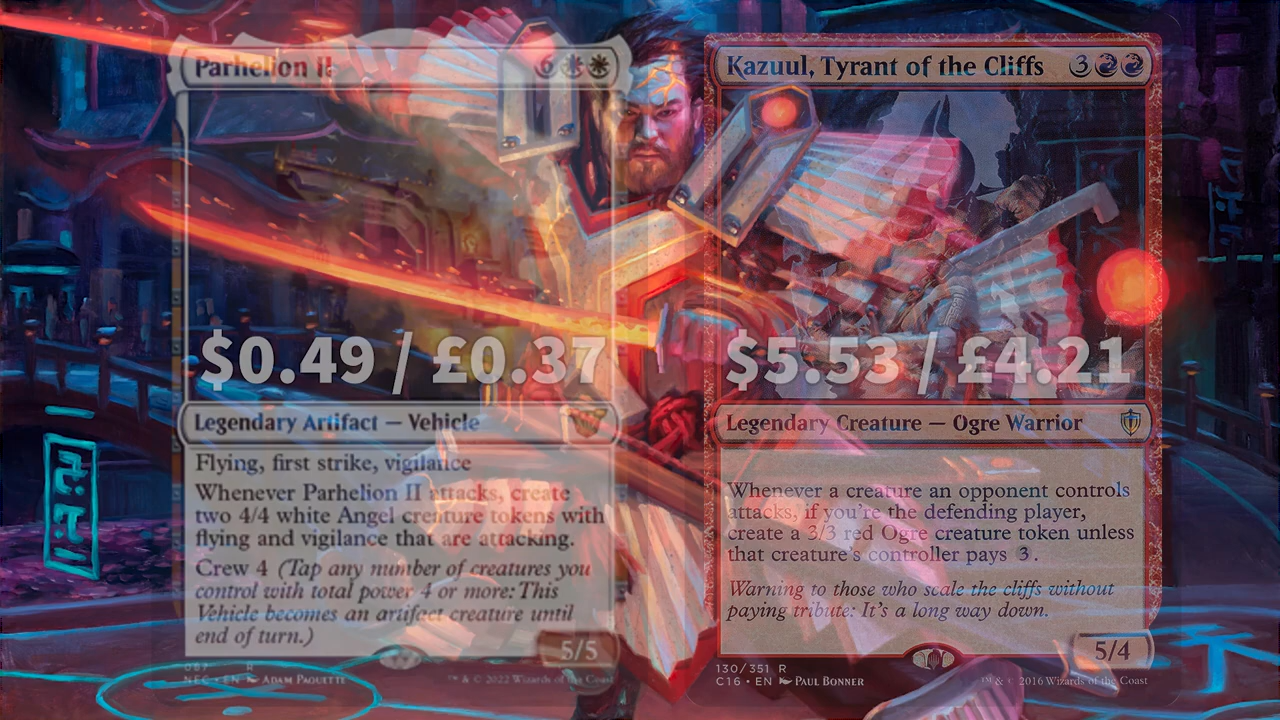 Parhelion II
6
$0.49 / £0.37
Legendary Artifact — Vehicle
Flying, first strike, vigilance
Whenever Parhelion II attacks, create
two 4/4 white Angel creature tokens with
flying and vigilance that are attacking.
Crew 4 (Tap any number of creatures you
control with total power 4 or more: This
Vehicle becomes an artifact creature until
end of turn.)
5/5
R
NEC • EN ADAM PAQUETTE
™ & © 2022 Wizards of the Coast
Kazuul, Tyrant of the Cliffs
3
$5.53 / £4.21
Legendary Creature — Ogre Warrior
Whenever a creature an opponent controls
attacks, if you're the defending player,
create a 3/3 red Ogre creature token unless
that creature's controller pays 3.
Warning to those who scale the cliffs without
paying tribute: It's a long way down.
5/4
130/351 R
C16 • EN PAUL BONNER
™ & © 2016 Wizards of the Coast